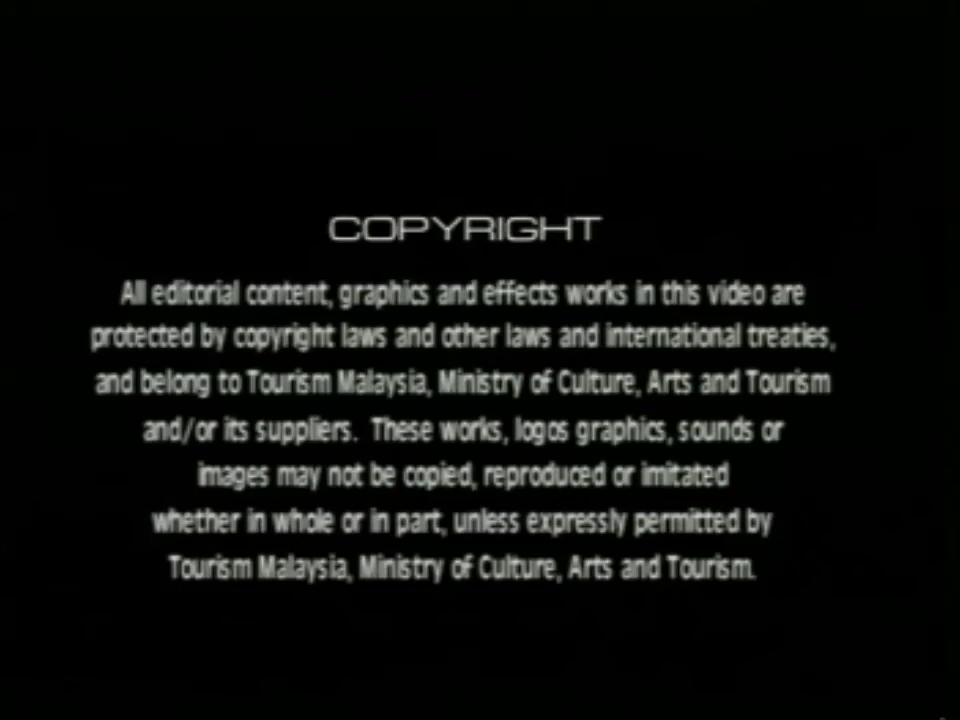 COPYRIGHT
All editorial content, graphics and effects works in this video are
protected by copyright laws and other laws and international treaties,
and belong to Tourism Malaysia, Ministry of Culture, Arts and Tourism
and/or its suppliers. These works, logos graphics, sounds or
images may not be copied, reproduced or imitated
whether in whole or in part, unless expressly permitted by
Tourism Malaysia, Ministry of Culture, Arts and Tourism.